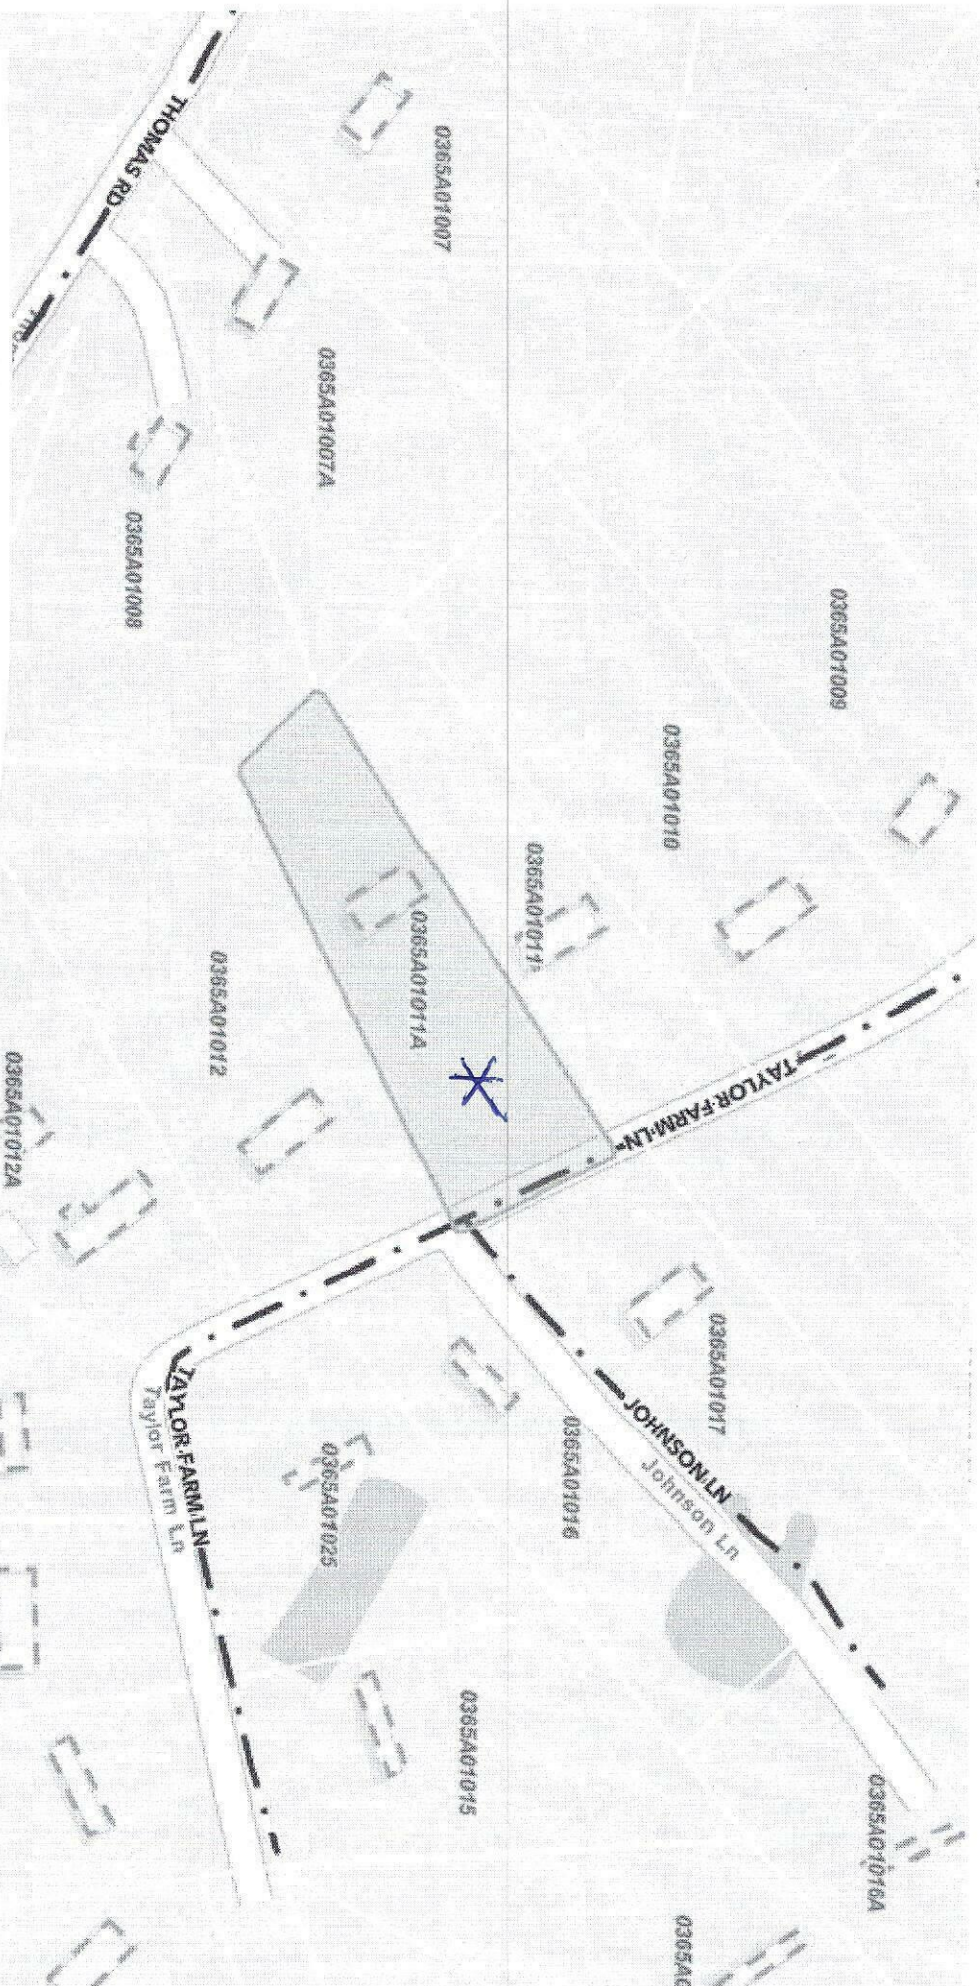 THOMAS RD
0365A01007
0365A01007A
0365A01008
0365A01009
0365A01010
0365A01011
0365A01011A
0365A01012
0365A01012A
TAYLOR FARM LN
0365A01017
JOHNSON LN
Johnson Ln
0365A01016
TAYLOR FARM LN
Taylor Farm Ln
0365A01025
0365A01015
0365A01016A